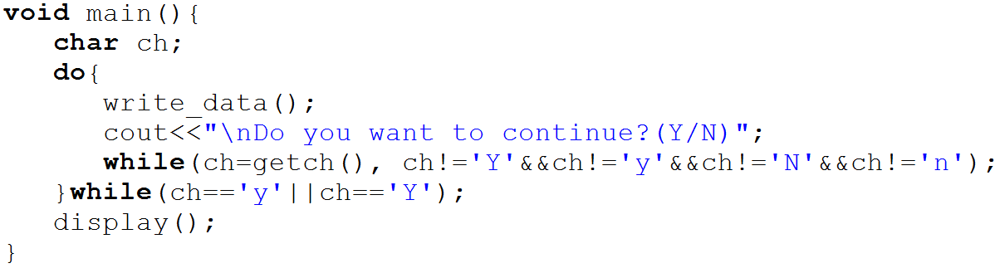 void main(){
char ch;
do{
write_data();
cout<<"\nDo you want to continue?(Y/N)";
while(ch=getch(), ch!='Y'&&ch!='y'&&ch!='N'&&ch!='n');
}while(ch=='y'||ch=='Y');
display();
}